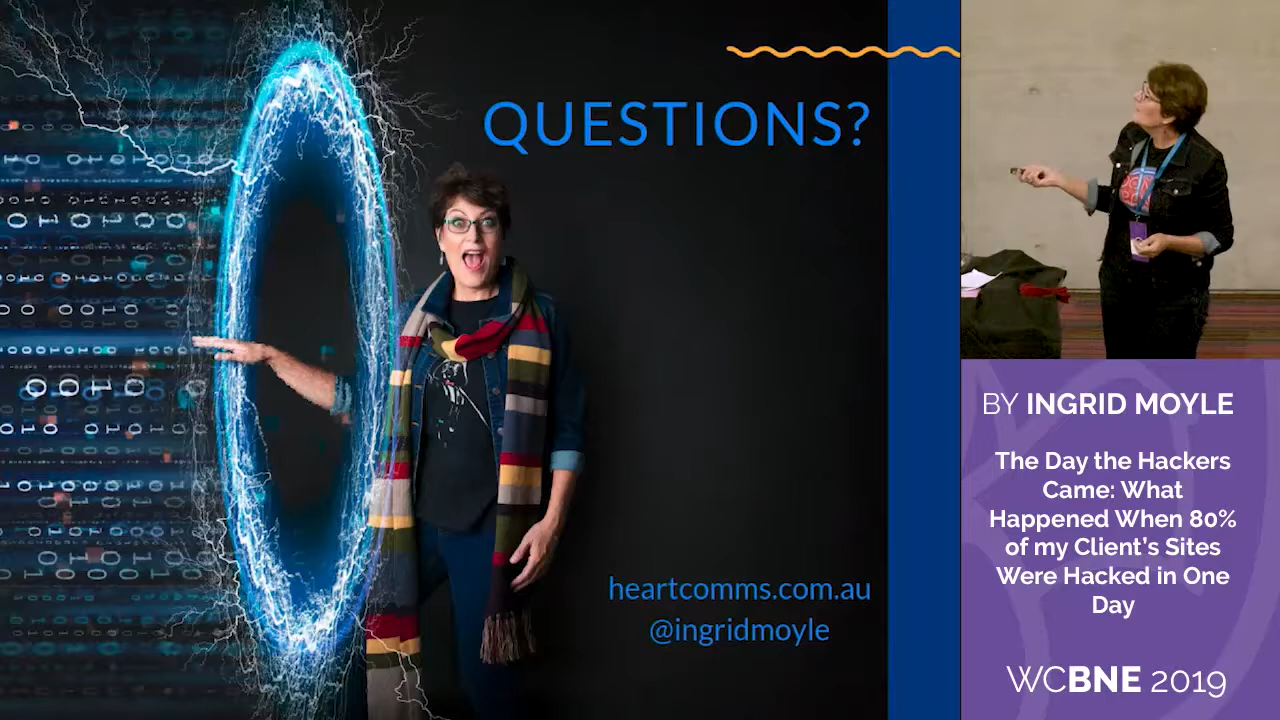 QUESTIONS?
heartcomms.com.au
@ingridmoyle
BY INGRID MOYLE
The Day the Hackers
Came: What
Happened When 80%
of my Client's Sites
Were Hacked in One
Day
WCBNE 2019